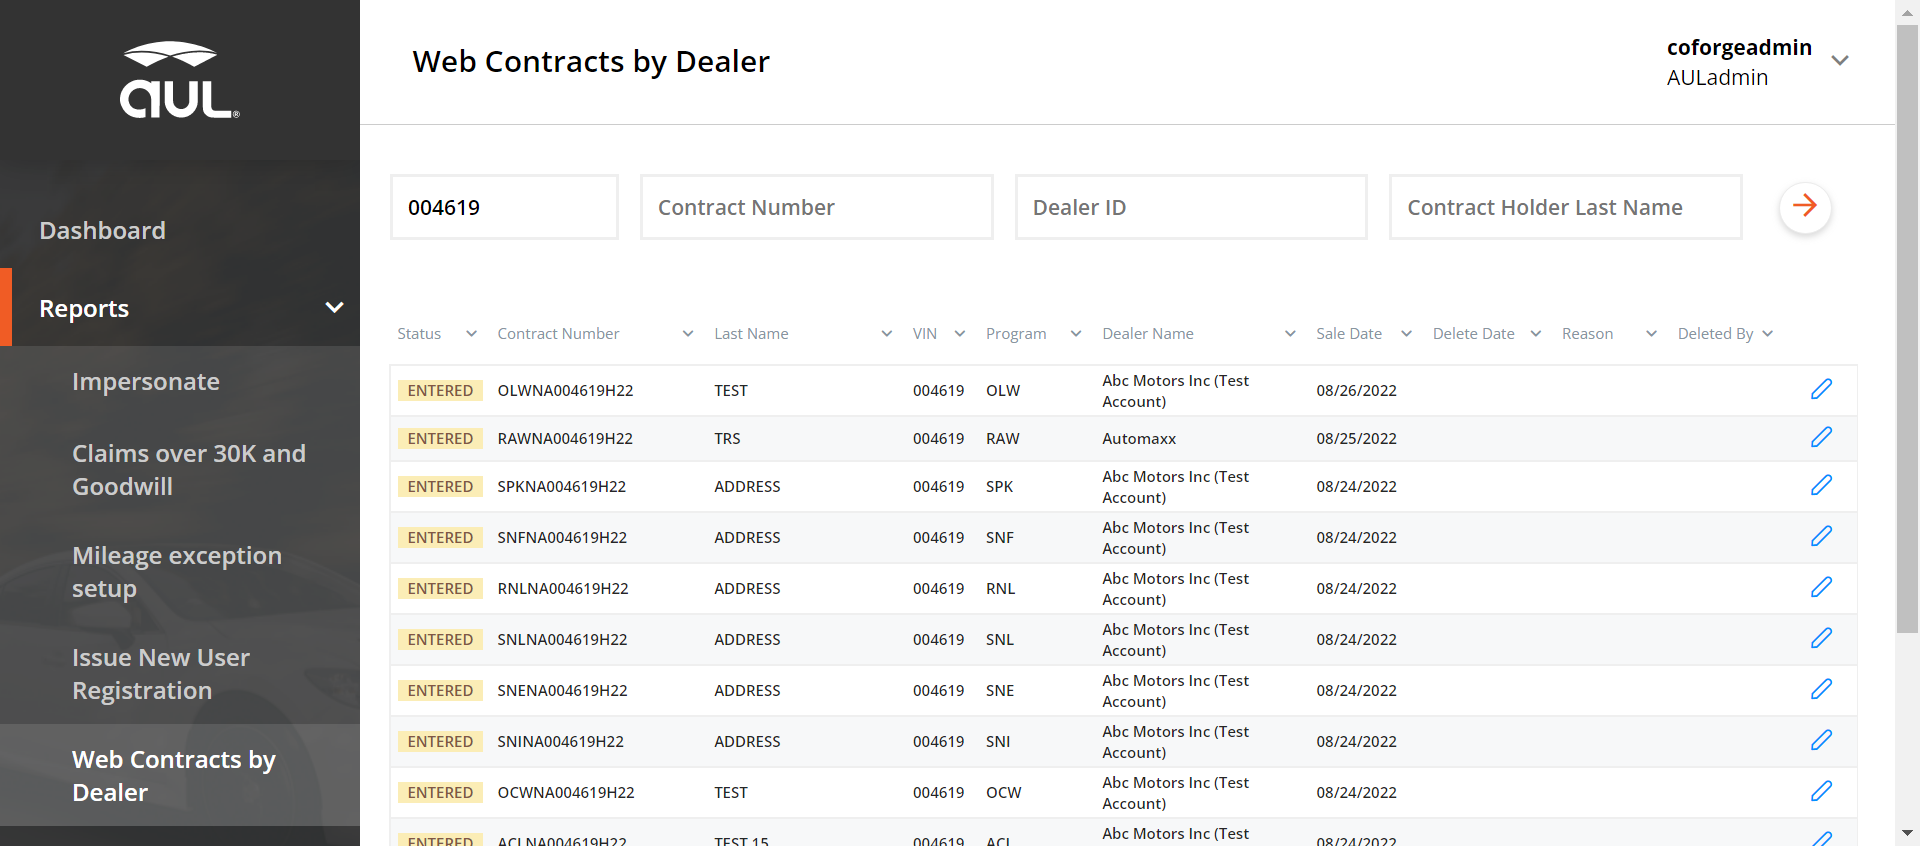 aul®
Dashboard
Reports
Impersonate
Claims over 30K and
Goodwill
Mileage exception
setup
Issue New User
Registration
Web Contracts by
Dealer
Web Contracts by Dealer
coforgeadmin
AULadmin
004619 Contract Number Dealer ID Contract Holder Last Name
Status Contract Number Last Name VIN Program Dealer Name Sale Date Delete Date Reason Deleted By
ENTERED OLWNA004619H22 TEST 004619 OLW Abc Motors Inc (Test
Account) 08/26/2022
ENTERED RAWNA004619H22 TRS 004619 RAW Automaxx 08/25/2022
ENTERED SPKNA004619H22 ADDRESS 004619 SPK Abc Motors Inc (Test
Account) 08/24/2022
ENTERED SNFNA004619H22 ADDRESS 004619 SNF Abc Motors Inc (Test
Account) 08/24/2022
ENTERED RNLNA004619H22 ADDRESS 004619 RNL Abc Motors Inc (Test
Account) 08/24/2022
ENTERED SNLNA004619H22 ADDRESS 004619 SNL Abc Motors Inc (Test
Account) 08/24/2022
ENTERED SNENA004619H22 ADDRESS 004619 SNE Abc Motors Inc (Test
Account) 08/24/2022
ENTERED SNINA004619H22 ADDRESS 004619 SNI Abc Motors Inc (Test
Account) 08/24/2022
ENTERED OCWNA004619H22 TEST 004619 OCW Abc Motors Inc (Test
Account) 08/24/2022
ENTERED ACLNA004619H22 TEST 15 004619 ACL Abc Motors Inc (Test
08/24/2022